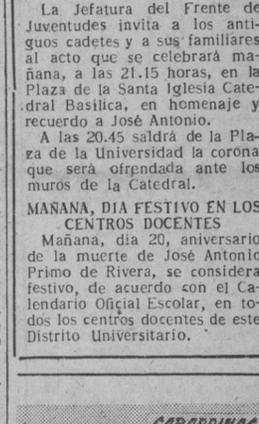 La Jefatura del Frente de
Juventudes invita a los anti-
guos cadetes y a sus familiares
al acto que se celebrará ma-
ñana, a las 21.15 horas, en la
Plaza de la Santa Iglesia Cate-
dral Basílica, en homenaje y
recuerdo a José Antonio.
A las 20.45 saldrá de la Pla-
za de la Universidad la corona
que será ofrendada ante los
muros de la Catedral.
MAÑANA, DIA FESTIVO EN LOS
CENTROS DOCENTES
Mañana, dia 20, aniversario
de la muerte de José Antonio
Primo de Rivera, se considera
festivo, de acuerdo con el Ca-
lendario Oficial Escolar, en to-
dos los centros docentes de este
Distrito Universitario.